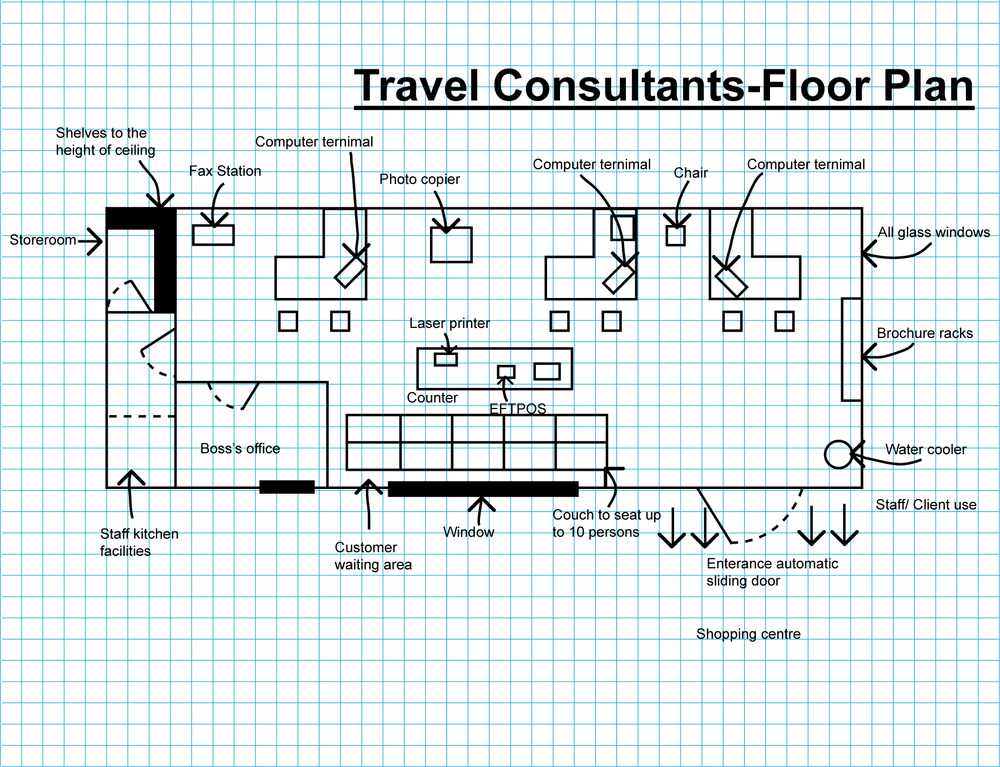 Travel Consultants-Floor Plan
Shelves to the
height of ceiling
Computer ternimal
Fax Station
Photo copier
Computer ternimal
Chair
Computer ternimal
Storeroom
All glass windows
Laser printer
Brochure racks
Counter
EFTPOS
Boss's office
Water cooler
Staff/ Client use
Couch to seat up
to 10 persons
Window
Staff kitchen
facilities
Customer
waiting area
Enterance automatic
sliding door
Shopping centre